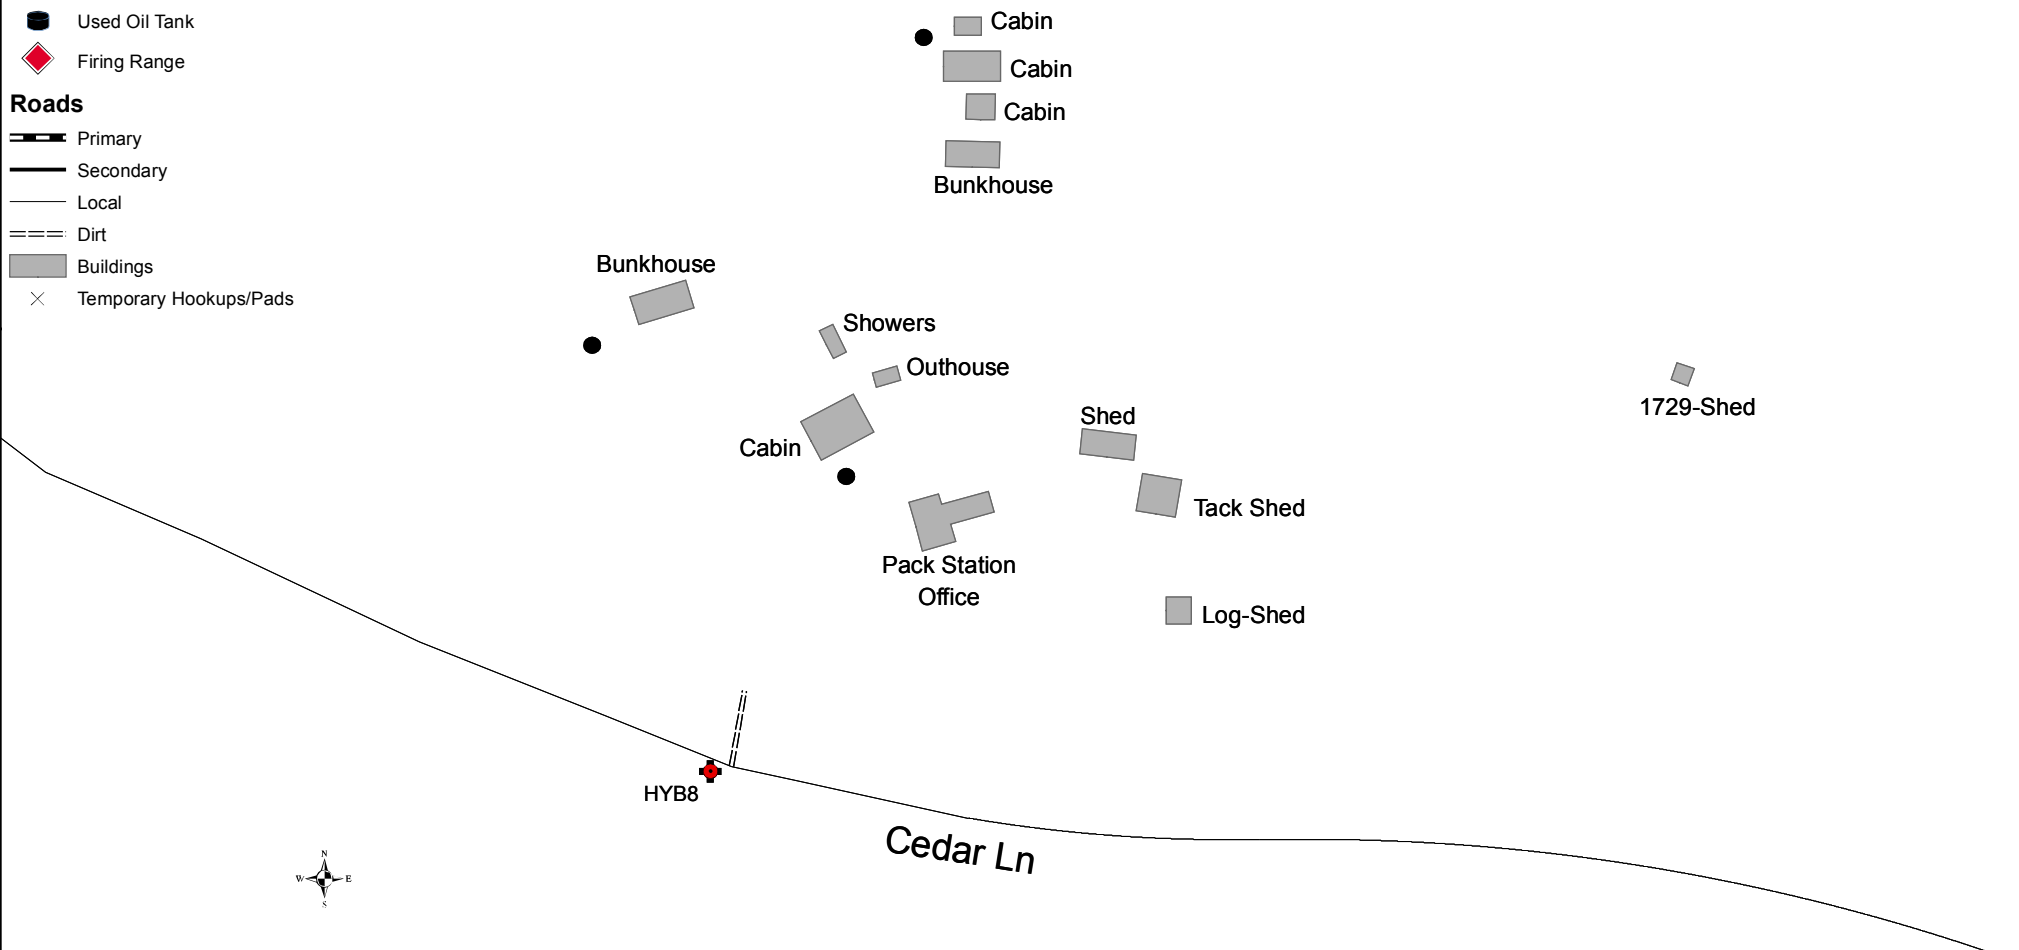 Used Oil Tank
Firing Range
Roads
Primary
Secondary
Local
Dirt
Buildings
Temporary Hookups/Pads
Cabin
Cabin
Cabin
Bunkhouse
Bunkhouse
Showers
Outhouse
Cabin
Shed
1729-Shed
Tack Shed
Pack Station
Office
Log-Shed
HYB8
Cedar Ln
N
W E
S